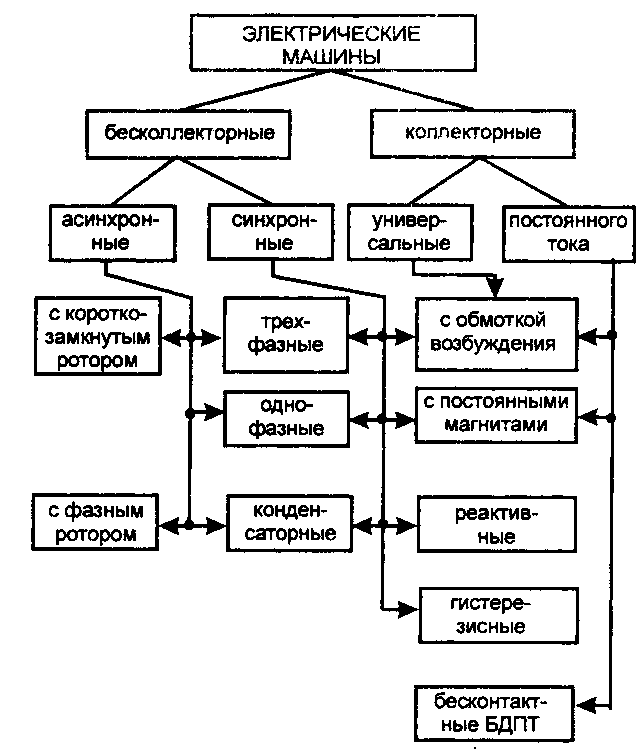 ЭЛЕКТРИЧЕСКИЕ
МАШИНЫ
бесколлекторные
коллекторные
асинхрон-
ные
синхрон-
ные
универ-
сальные
постоянного
тока
с коротко-
замкнутым
ротором
трех-
фазные
с обмоткой
возбуждения
одно-
фазные
с постоянными
магнитами
с фазным
ротором
конден-
саторные
реактив-
ные
гистере-
зисные
бесконтакт-
ные БДПТ